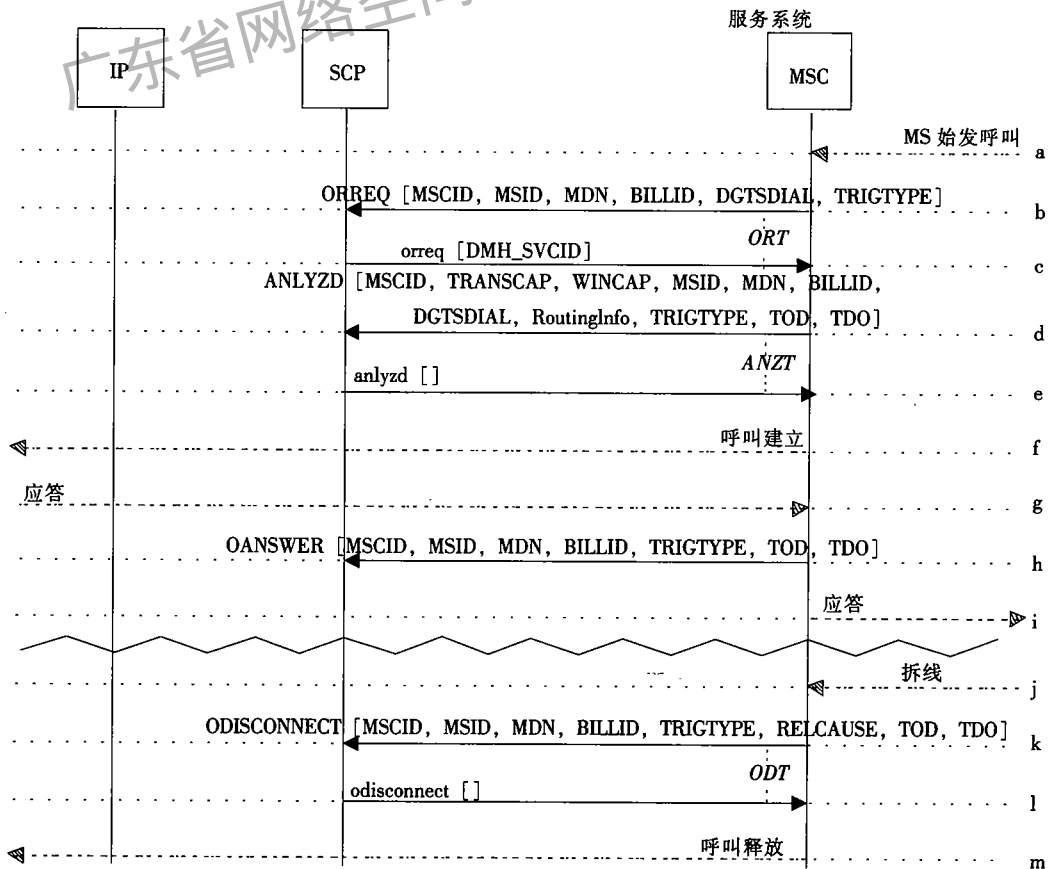 服务系统
广东省网络空
IP
SCP
MSC
MS 始发呼叫
a
ORREQ [MSCID, MSID, MDN, BILLID, DGTSDIAL, TRIGTYPE]
b
ORT
orreq [DMH_SVCID]
c
ANLYZD [MSCID, TRANSCAP, WINCAP, MSID, MDN, BILLID,
DGTSDIAL, RoutingInfo, TRIGTYPE, TOD, TDO]
d
ANZT
anlyzd []
e
呼叫建立
f
应答
g
OANSWER [MSCID, MSID, MDN, BILLID, TRIGTYPE, TOD, TDO]
h
应答
i
拆线
j
ODISCONNECT [MSCID, MSID, MDN, BILLID, TRIGTYPE, RELCAUSE, TOD, TDO]
k
ODT
odisconnect []
l
呼叫释放
m